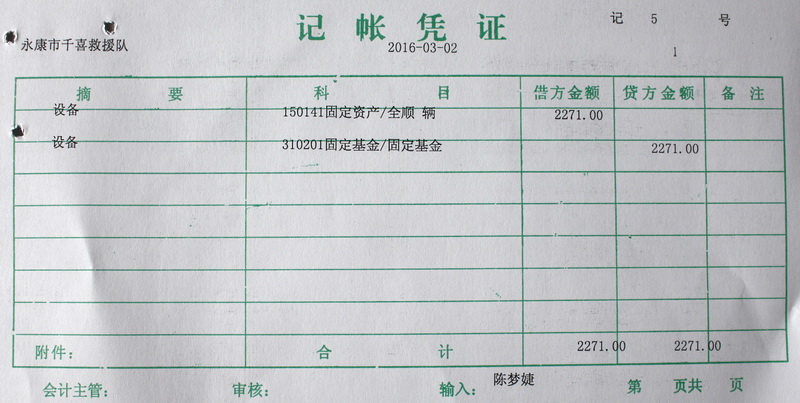 记帐凭证
记 5 号
永康市千喜救援队
2016-03-02
1
摘要 科目 借方金额 贷方金额 备注
设备 150141固定资产/全顺 辆 2271.00
设备 310201固定基金/固定基金 2271.00
附件： 合计 2271.00 2271.00
会计主管： 审核： 输入： 陈梦婕 第 页共 页